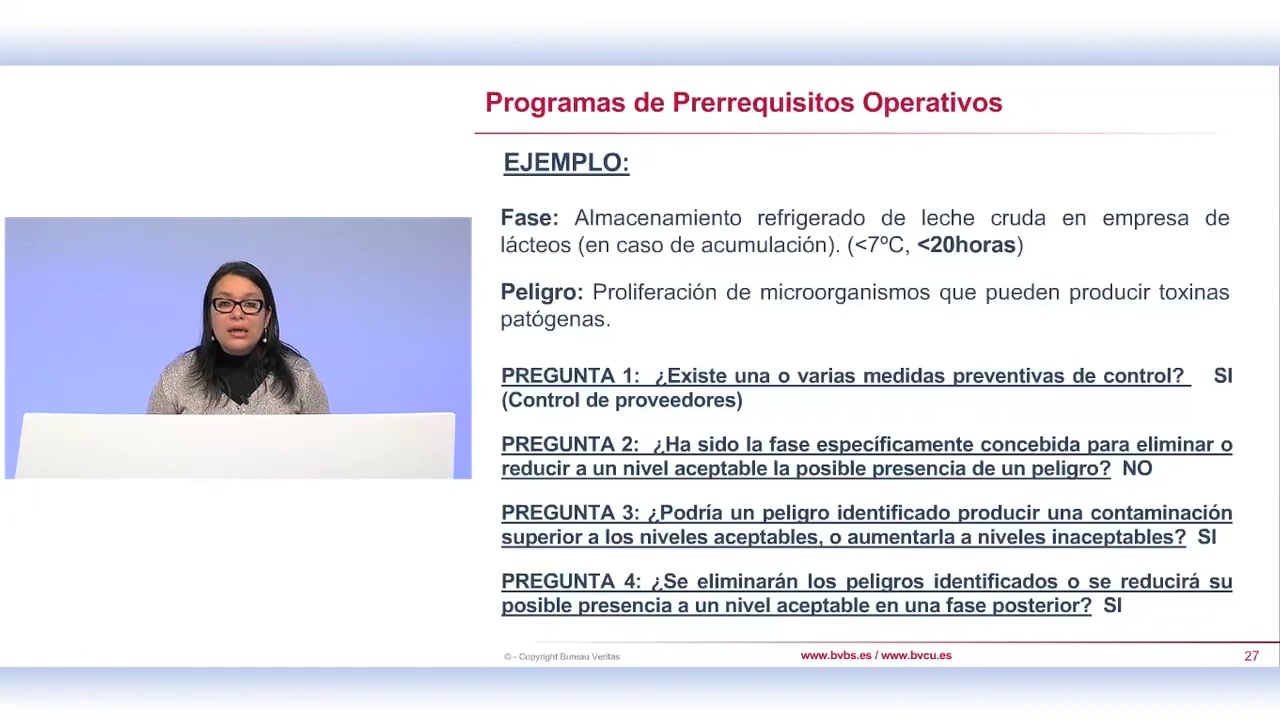 Programas de Prerrequisitos Operativos
EJEMPLO:
Fase: Almacenamiento refrigerado de leche cruda en empresa de
lácteos (en caso de acumulación). (<7ºC, <20horas)
Peligro: Proliferación de microorganismos que pueden producir toxinas
patógenas.
PREGUNTA 1: ¿Existe una o varias medidas preventivas de control? SI
(Control de proveedores)
PREGUNTA 2: ¿Ha sido la fase específicamente concebida para eliminar o
reducir a un nivel aceptable la posible presencia de un peligro? NO
PREGUNTA 3: ¿Podría un peligro identificado producir una contaminación
superior a los niveles aceptables, o aumentarla a niveles inaceptables? SI
PREGUNTA 4: ¿Se eliminarán los peligros identificados o se reducirá su
posible presencia a un nivel aceptable en una fase posterior? SI
© - Copyright Bureau Veritas
www.bvbs.es / www.bvcu.es
27